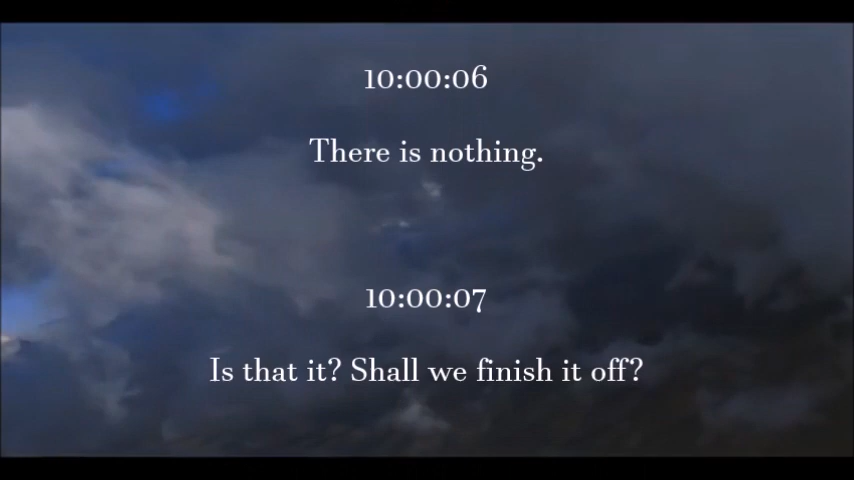 10:00:06
There is nothing.
10:00:07
Is that it? Shall we finish it off?